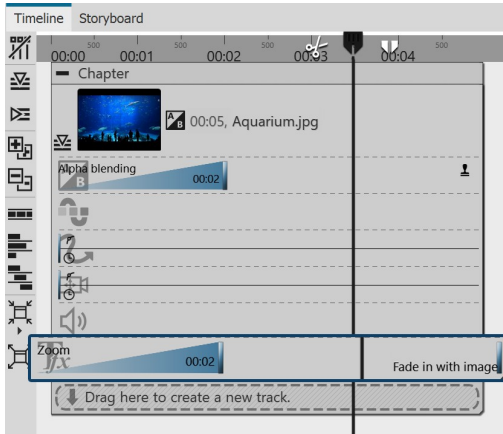 Timeline Storyboard
500 500 500 500
00:00 00:01 00:02 00:03 00:04
Chapter
A B 00:05, Aquarium.jpg
Alpha blending
A B 00:02
Zoom
Tfx 00:02
Fade in with image
Drag here to create a new track.